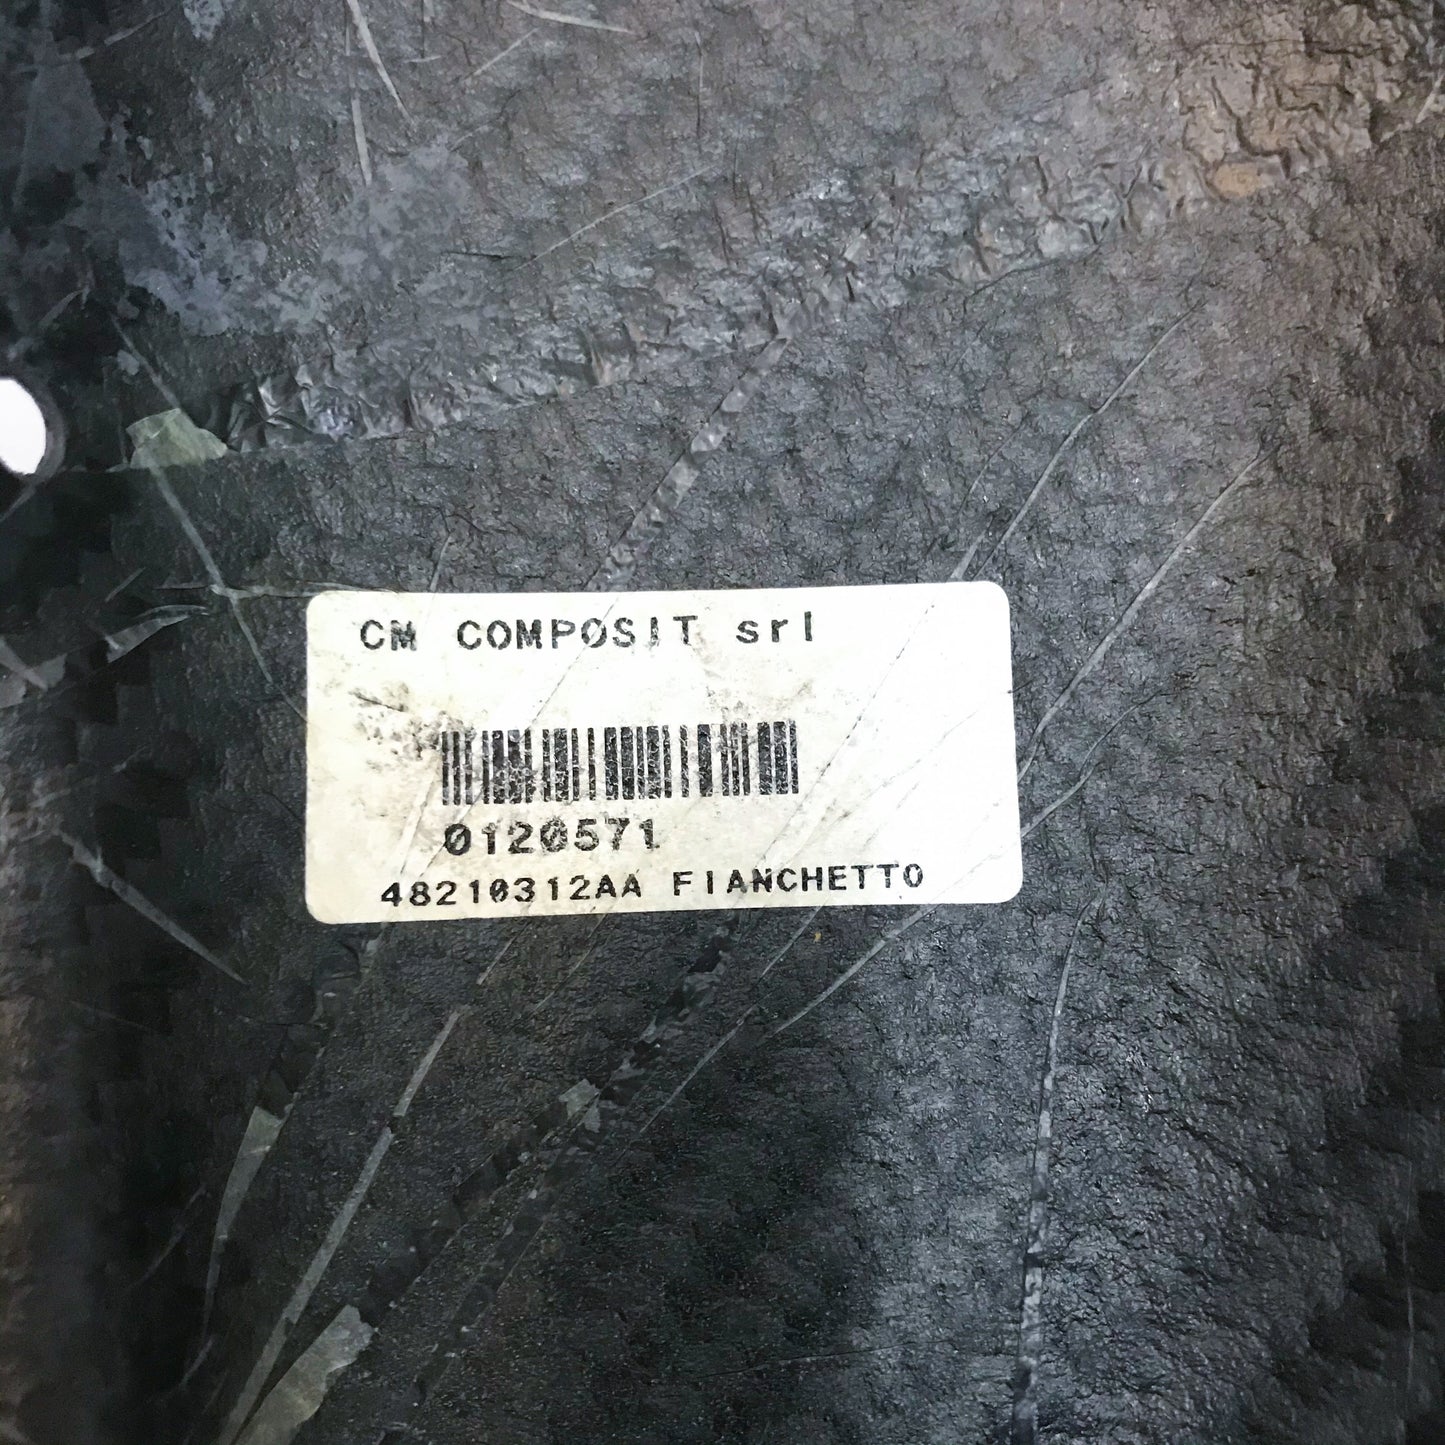 CM COMPOSIT srl
0120571
48210312AA FIANCHETTO